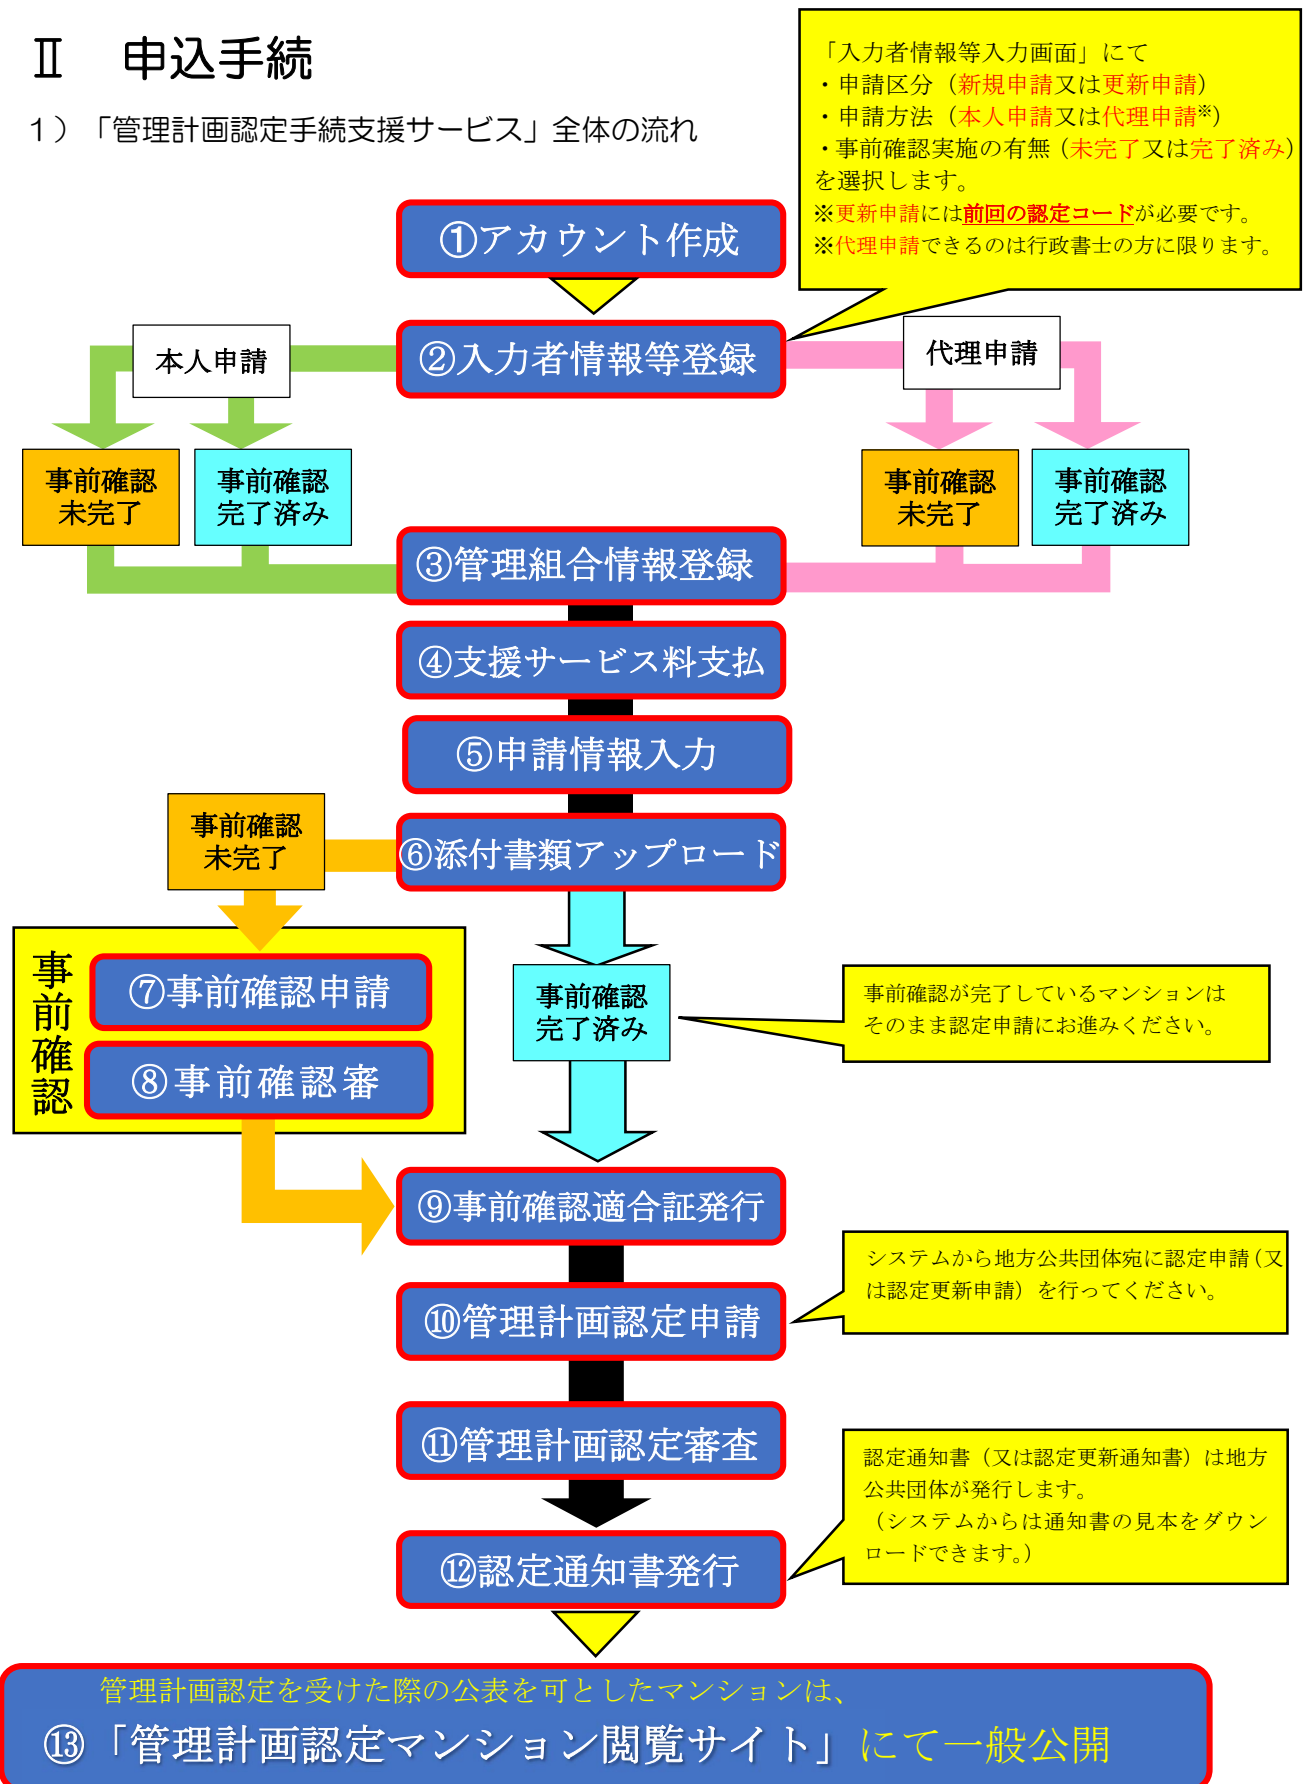 Ⅱ　申込手続
１）「管理計画認定手続支援サービス」全体の流れ
「入力者情報等入力画面」にて
・申請区分（新規申請又は更新申請）
・申請方法（本人申請又は代理申請※）
・事前確認実施の有無（未完了又は完了済み）
を選択します。
※更新申請には前回の認定コードが必要です。
※代理申請できるのは行政書士の方に限ります。
①アカウント作成
②入力者情報等登録
本人申請
代理申請
事前確認
未完了
事前確認
完了済み
事前確認
未完了
事前確認
完了済み
③管理組合情報登録
④支援サービス料支払
⑤申請情報入力
⑥添付書類アップロード
事前確認
未完了
事前確認
⑦事前確認申請
⑧事前確認審
事前確認
完了済み
事前確認が完了しているマンションは
そのまま認定申請にお進みください。
⑨事前確認適合証発行
⑩管理計画認定申請
システムから地方公共団体宛に認定申請（又
は認定更新申請）を行ってください。
⑪管理計画認定審査
⑫認定通知書発行
認定通知書（又は認定更新通知書）は地方
公共団体が発行します。
（システムからは通知書の見本をダウン
ロードできます。）
管理計画認定を受けた際の公表を可としたマンションは、
⑬「管理計画認定マンション閲覧サイト」にて一般公開